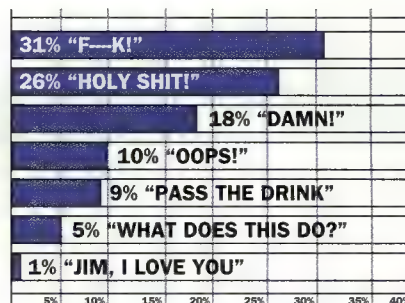 31% “F---K!”
26% “HOLY SHIT!”
18% “DAMN!”
10% “OOPS!”
9% “PASS THE DRINK”
5% “WHAT DOES THIS DO?”
1% “JIM, I LOVE YOU”
5% 10% 15% 20% 25% 30% 35% 40%